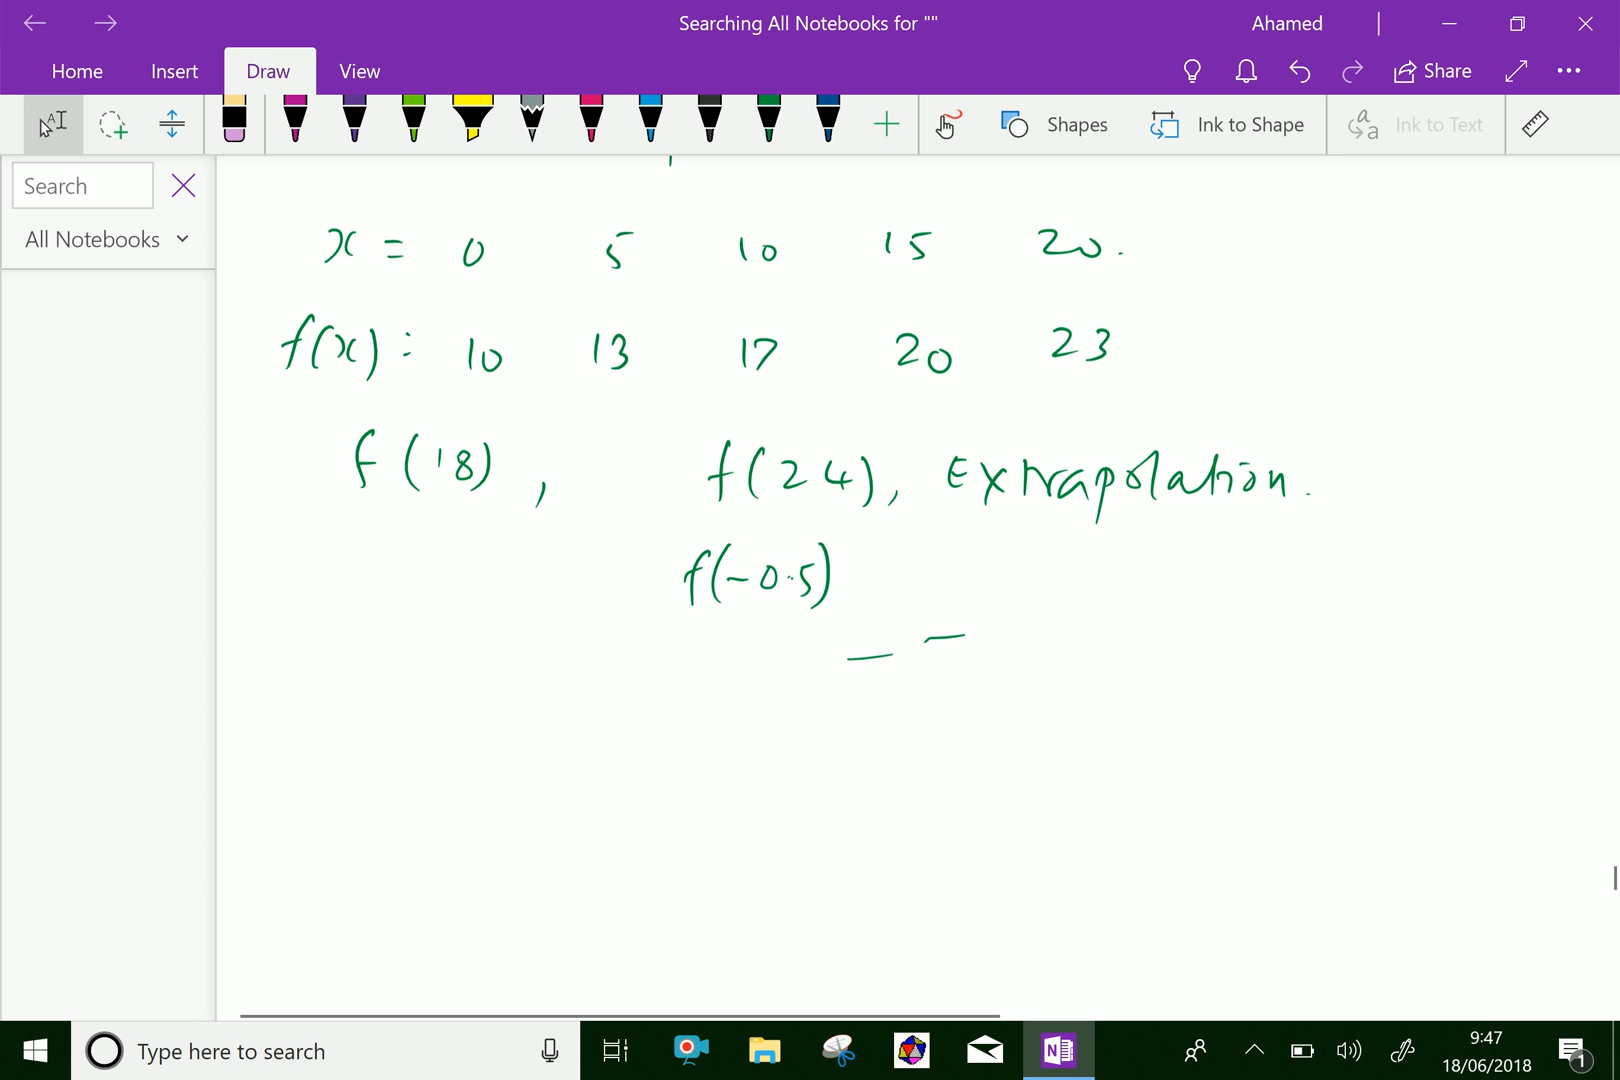 Searching All Notebooks for ""
Ahamed
Home Insert Draw View
Share
Shapes
Ink to Shape
Ink to Text
Search
All Notebooks
x = 0 5 10 15 20.
f(x) : 10 13 17 20 23
f(18), f(24), Extrapolation.
f(-0.5)
Type here to search
9:47
18/06/2018
1